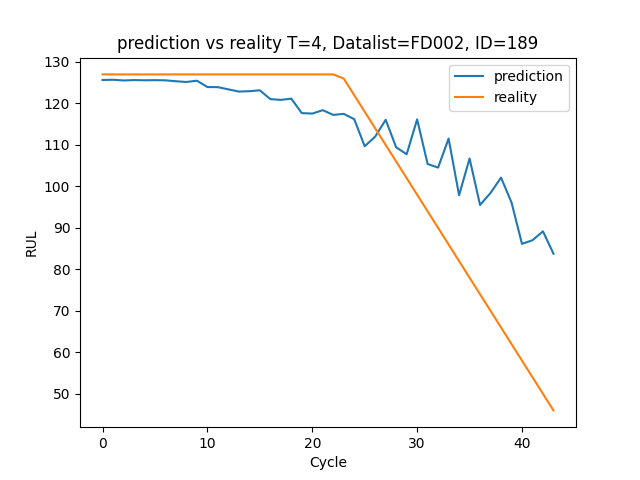 prediction vs reality T=4, Datalist=FD002, ID=189
prediction
reality
130
120
110
100
90
80
70
60
50
RUL
0 10 20 30 40
Cycle